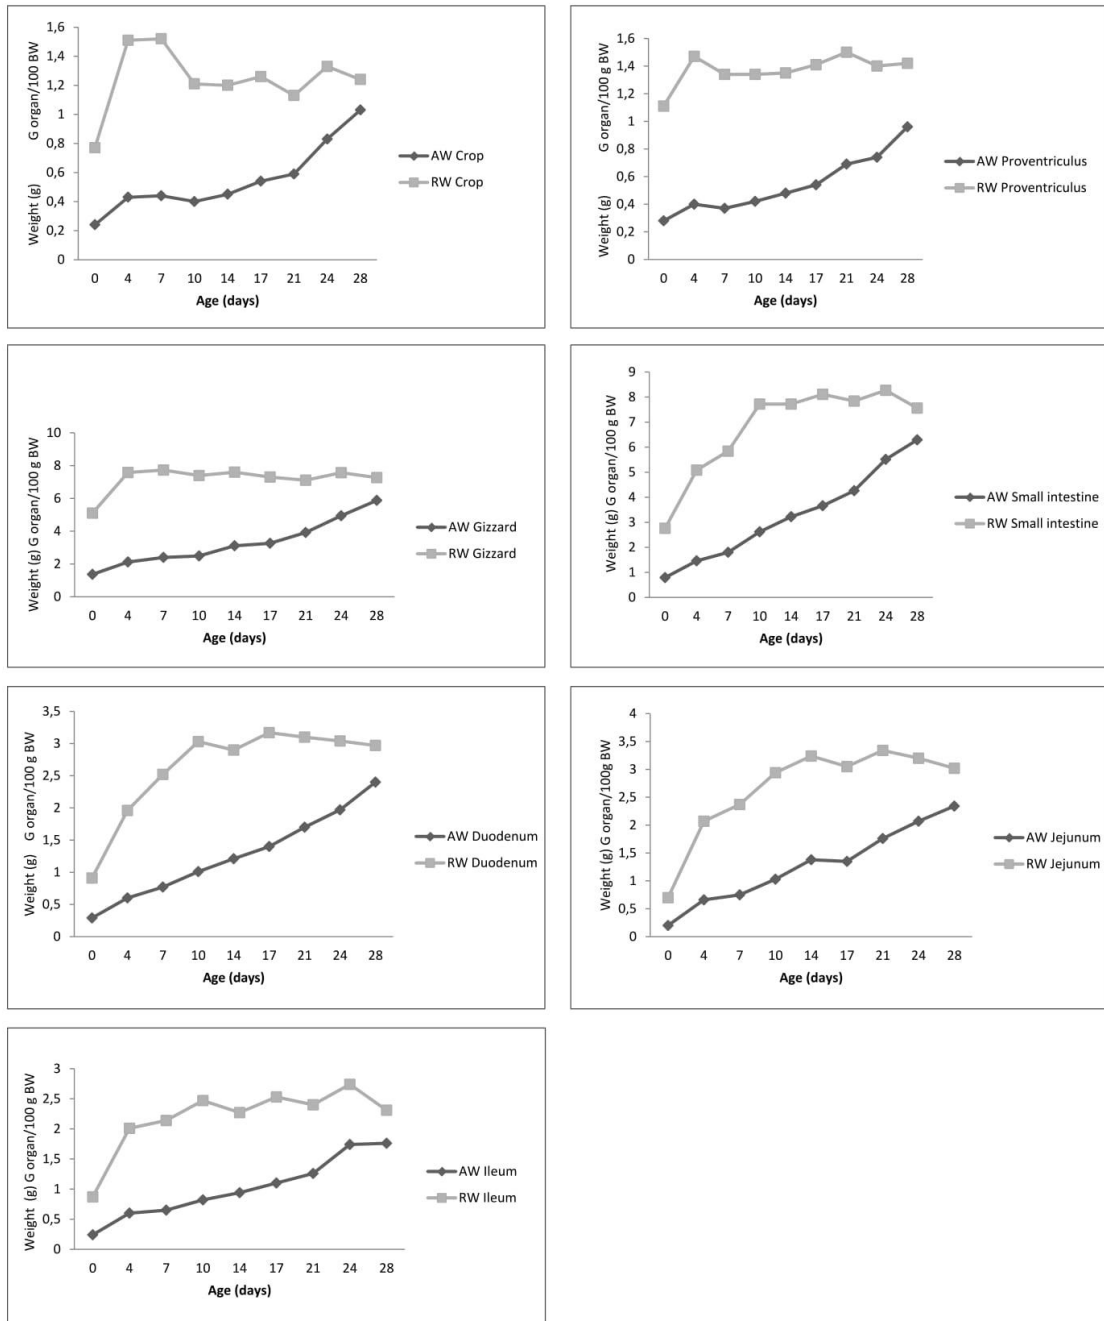 1,6
1,4
1,2
1
0,8
0,6
0,4
0,2
0
Weight (g) G organ/100 BW
0 4 7 10 14 17 21 24 28
Age (days)
AW Crop
RW Crop
1,6
1,4
1,2
1
0,8
0,6
0,4
0,2
0
Weight (g) G organ/100 g BW
0 4 7 10 14 17 21 24 28
Age (days)
AW Proventriculus
RW Proventriculus
10
8
6
4
2
0
Weight (g) G organ/100 g BW
0 4 7 10 14 17 21 24 28
Age (days)
AW Gizzard
RW Gizzard
9
8
7
6
5
4
3
2
1
0
Weight (g) G organ/100 g BW
0 4 7 10 14 17 21 24 28
Age (days)
AW Small intestine
RW Small intestine
3,5
3
2,5
2
1,5
1
0,5
0
Weight (g) G organ/100 g BW
0 4 7 10 14 17 21 24 28
Age (days)
AW Duodenum
RW Duodenum
4
3,5
3
2,5
2
1,5
1
0,5
0
Weight (g) G organ/100g BW
0 4 7 10 14 17 21 24 28
Age (days)
AW Jejunum
RW Jejunum
3
2,5
2
1,5
1
0,5
0
Weight (g) G organ/100 g BW
0 4 7 10 14 17 21 24 28
Age (days)
AW Ileum
RW Ileum